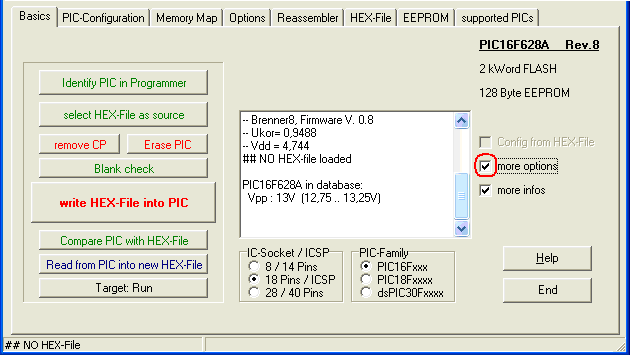 Basics PIC-Configuration Memory Map Options Reassembler HEX-File EEPROM supported PICs
Identify PIC in Programmer
select HEX-File as source
remove CP Erase PIC
Blank check
write HEX-File into PIC
Compare PIC with HEX-File
Read from PIC into new HEX-File
Target: Run
-- Brenner8, Firmware V. 0.8
-- Ukor= 0,9488
-- Vdd = 4,744
## NO HEX-file loaded
PIC16F628A in database:
Vpp : 13V (12,75 .. 13,25V)
IC-Socket / ICSP
8 / 14 Pins
18 Pins / ICSP
28 / 40 Pins
PIC-Family
PIC16Fxxx
PIC18Fxxxx
dsPIC30Fxxxx
PIC16F628A Rev.8
2 kWord FLASH
128 Byte EEPROM
Config from HEX-File
more options
more infos
Help
End
## NO HEX-File